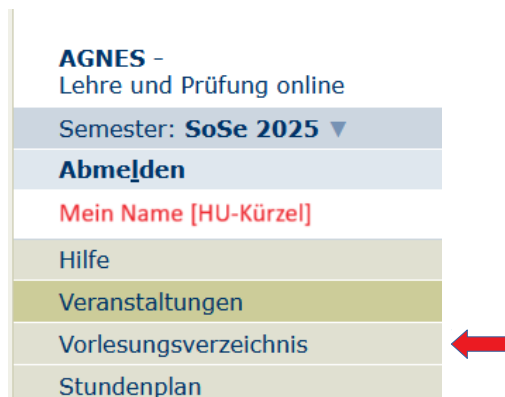 AGNES -
Lehre und Prüfung online
Semester: SoSe 2025 ▼
Abmelden
Mein Name [HU-Kürzel]
Hilfe
Veranstaltungen
Vorlesungsverzeichnis
Stundenplan